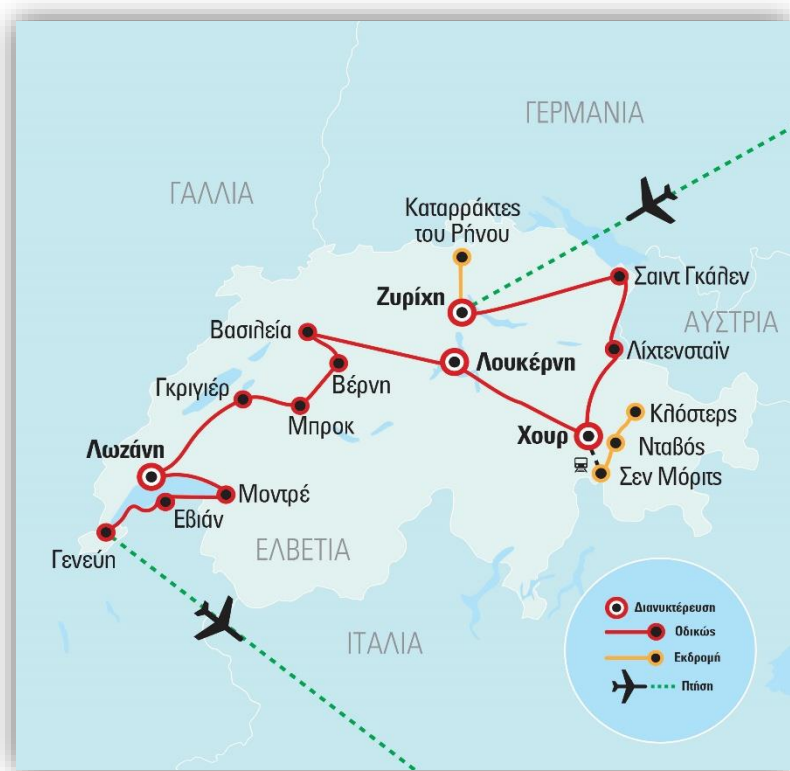 ΓΕΡΜΑΝΙΑ
ΓΑΛΛΙΑ
Καταρράκτες
του Ρήνου
Σαιντ Γκάλεν
Ζυρίχη
ΑΥΣΤΡΙΑ
Βασιλεία
Λίχτενσταϊν
Λουκέρνη
Βέρνη
Γκριγιέρ
Κλόστερς
Μπροκ
Χουρ
Νταβός
Λωζάνη
Σεν Μόριτς
Μοντρέ
Εβιάν
Γενεύη
ΕΛΒΕΤΙΑ
ΙΤΑΛΙΑ
Διανυκτέρευση
Οδικώς
Εκδρομή
Πτήση